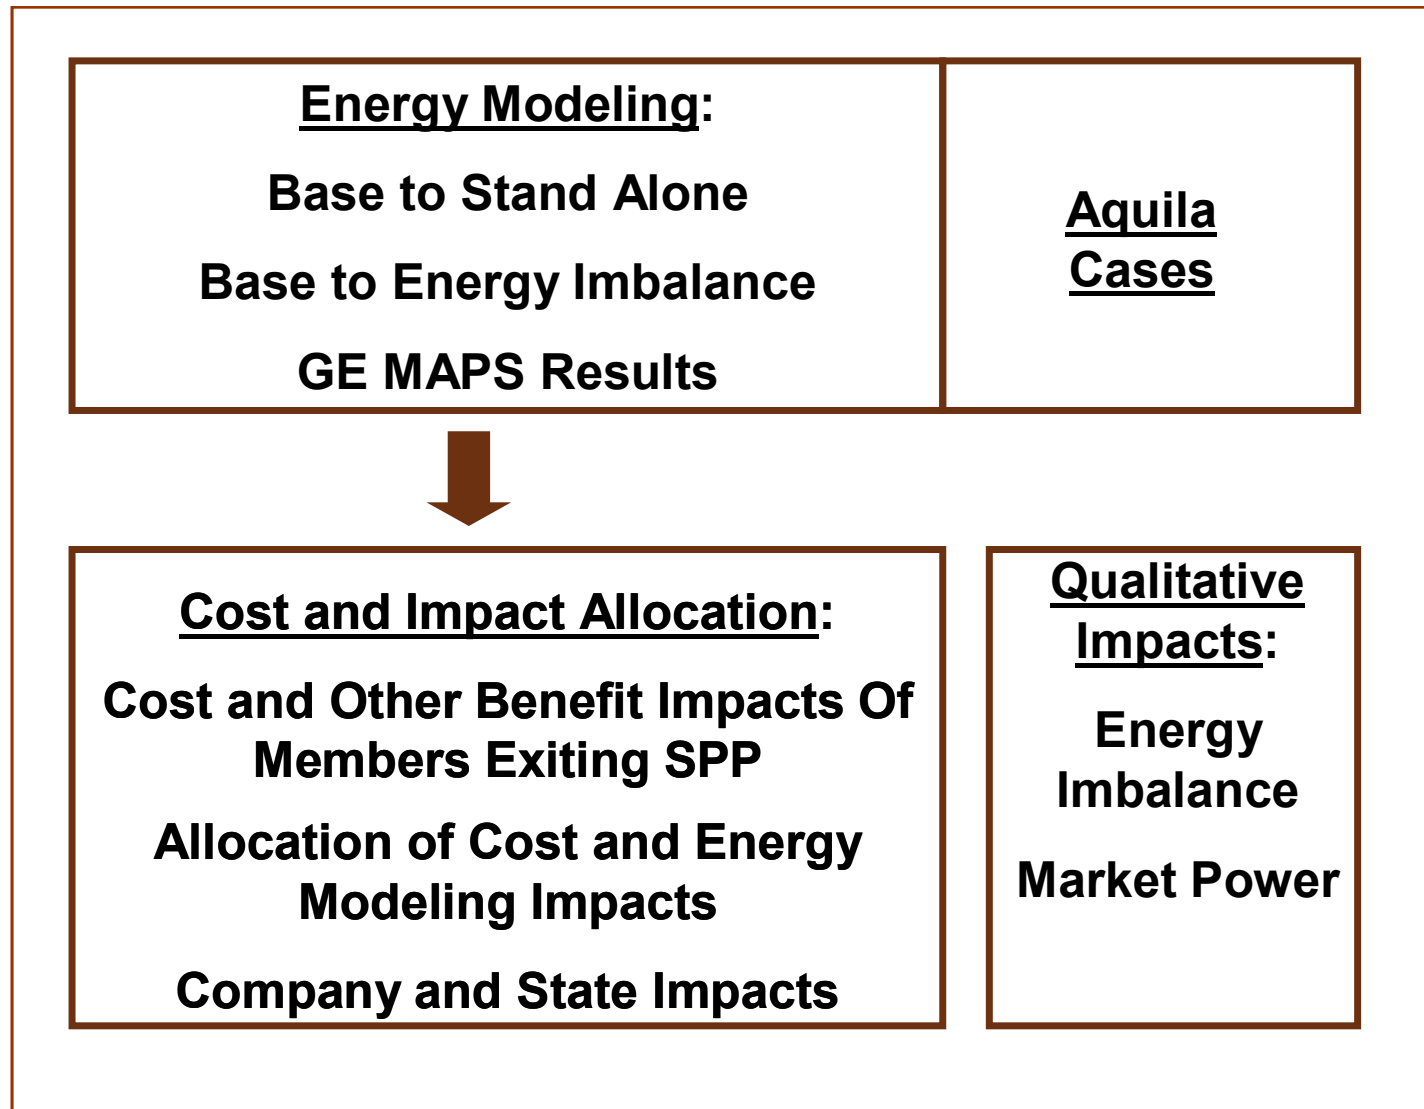 Energy Modeling:
Base to Stand Alone
Base to Energy Imbalance
GE MAPS Results
Aquila
Cases
Cost and Impact Allocation:
Cost and Other Benefit Impacts Of
Members Exiting SPP
Allocation of Cost and Energy
Modeling Impacts
Company and State Impacts
Qualitative
Impacts:
Energy
Imbalance
Market Power